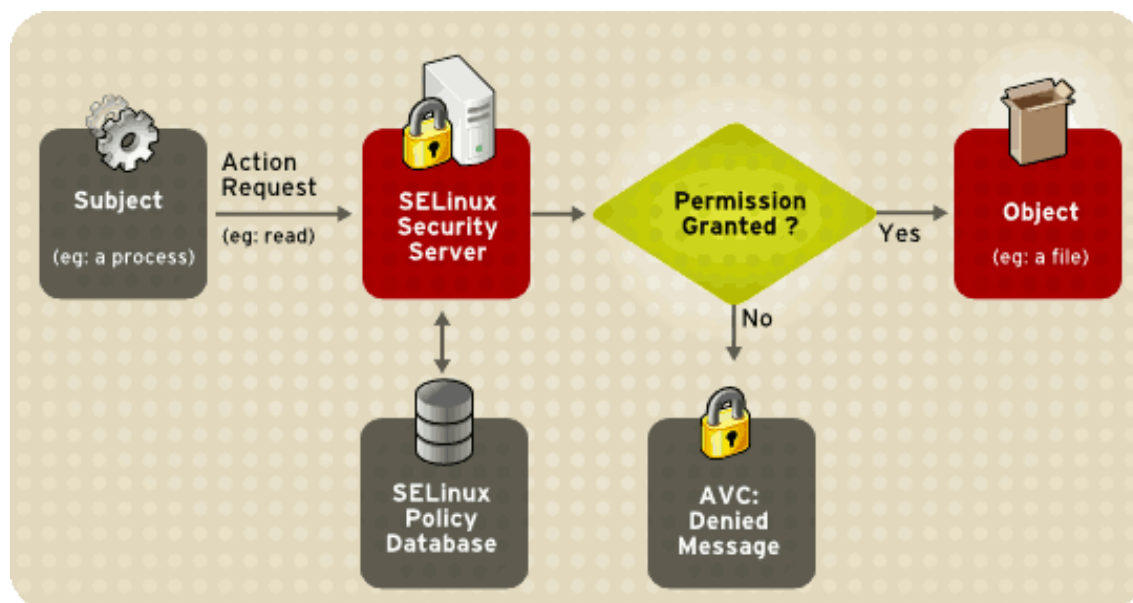 Subject
(eg: a process)
Action
Request
(eg: read)
SELinux
Security
Server
Permission
Granted ?
Yes
Object
(eg: a file)
No
SELinux
Policy
Database
AVC:
Denied
Message